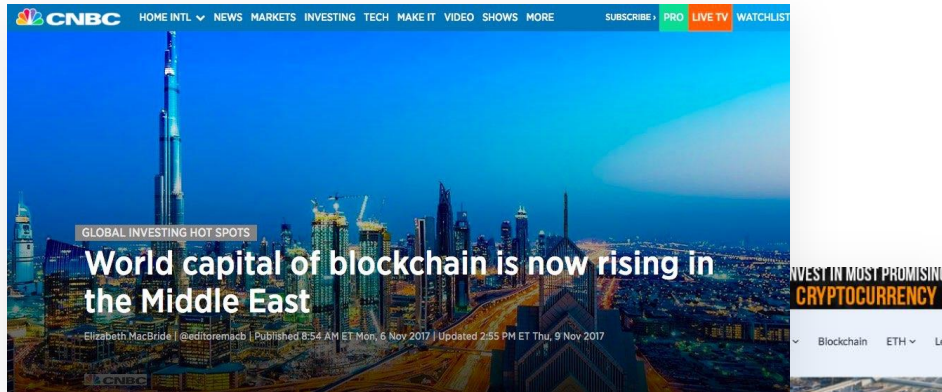 CNBC HOME INTL NEWS MARKETS INVESTING TECH MAKE IT VIDEO SHOWS MORE SUBSCRIBE › PRO LIVE TV WATCHLIST
GLOBAL INVESTING HOT SPOTS
World capital of blockchain is now rising in
the Middle East
Elizabeth MacBride | @editoremacb | Published 8:54 AM ET Mon, 6 Nov 2017 | Updated 2:55 PM ET Thu, 9 Nov 2017
CNBC
IN MOST
CRYPTOCURRENCY
Blockchain ETH